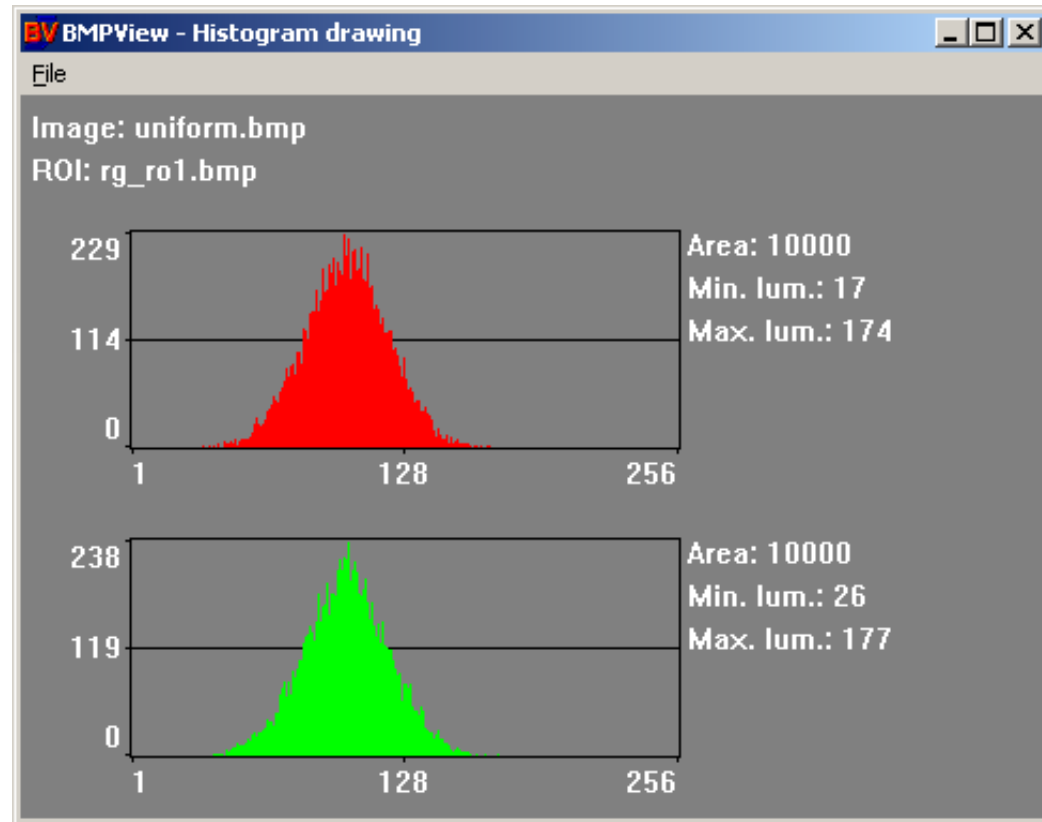 BV BMPView - Histogram drawing
File
Image: uniform.bmp
ROI: rg_ro1.bmp
229
114
0
1 128 256
Area: 10000
Min. lum.: 17
Max. lum.: 174
238
119
0
1 128 256
Area: 10000
Min. lum.: 26
Max. lum.: 177